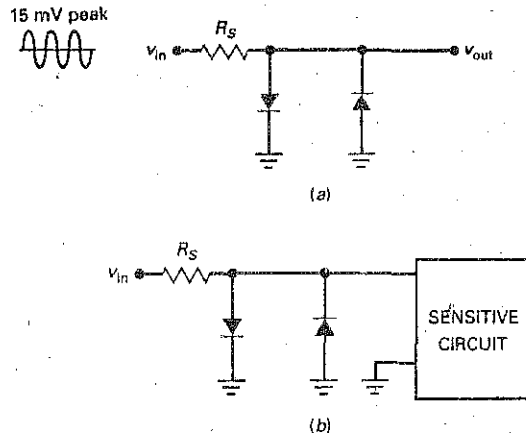 15 mV peak
R_S
v_in
v_out
(a)
R_S
v_in
SENSITIVE
CIRCUIT
(b)